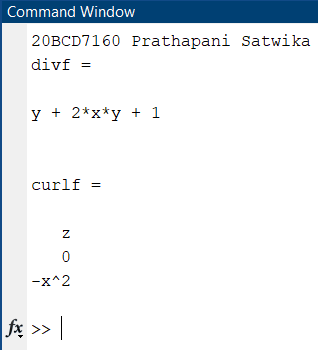 Command Window
20BCD7160 Prathapani Satwika
divf =
y + 2*x*y + 1
curlf =
z
0
-x^2
fx >>